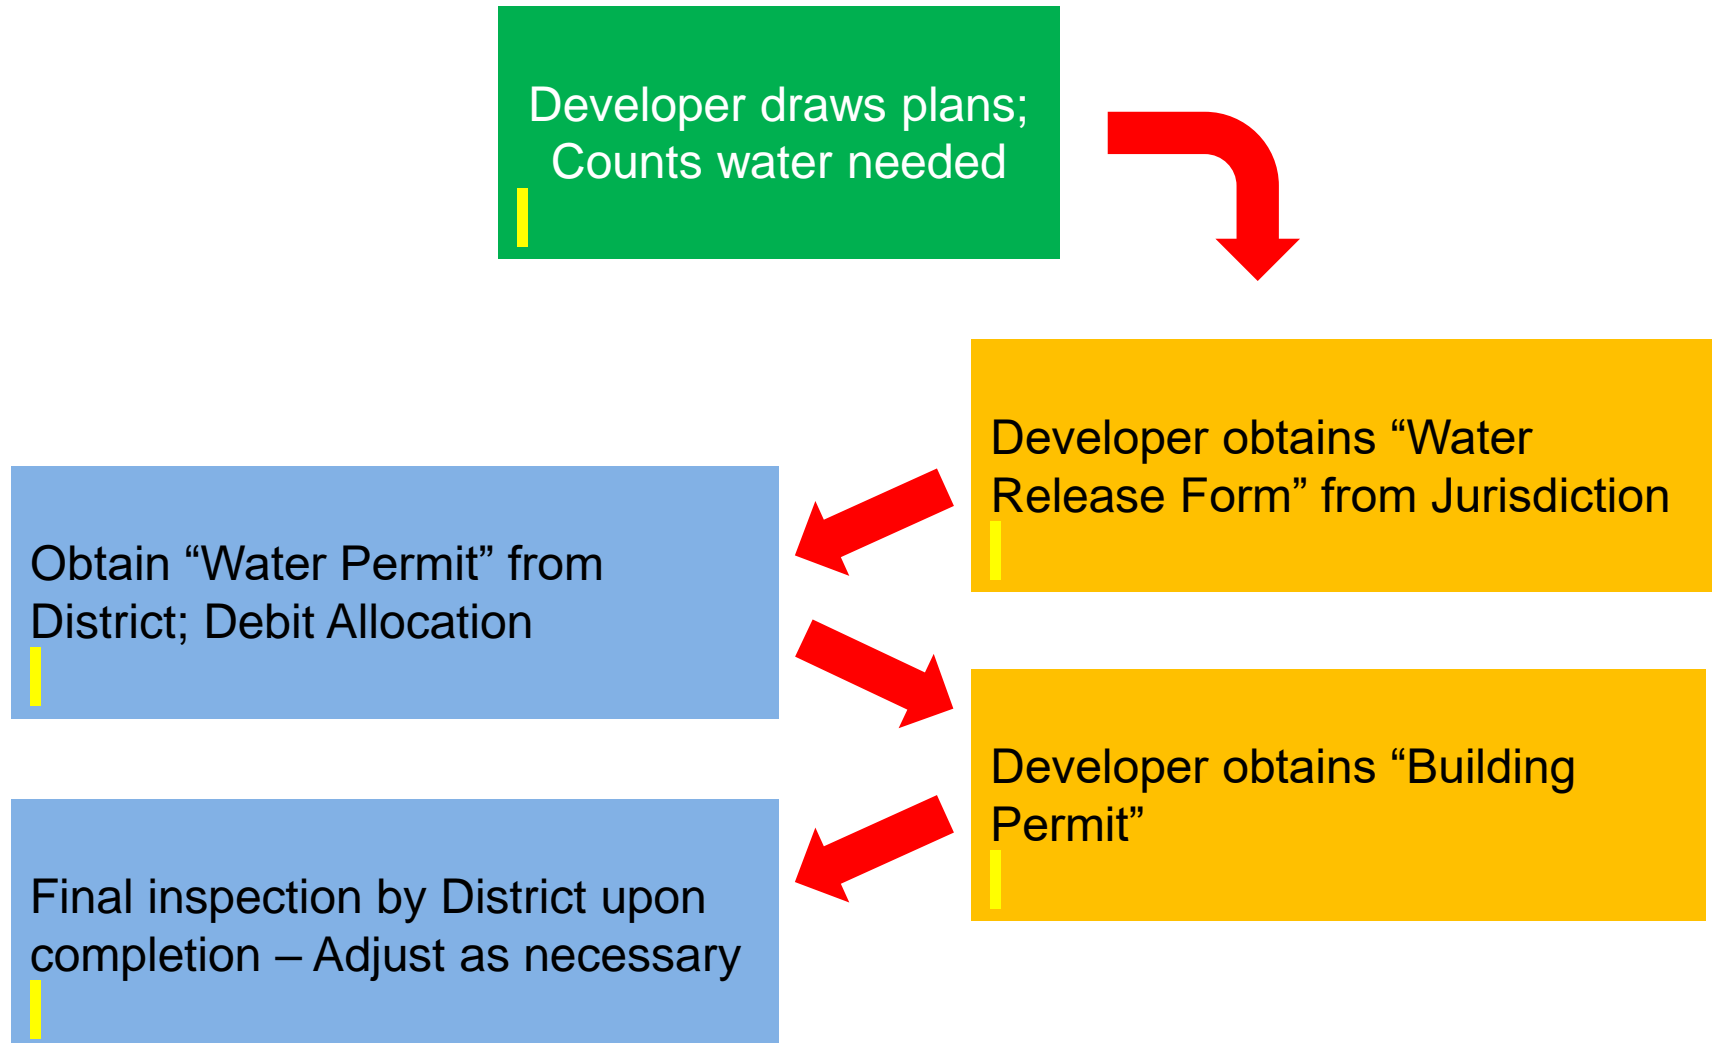 Developer draws plans;
Counts water needed
Developer obtains “Water
Release Form” from Jurisdiction
Obtain “Water Permit” from
District; Debit Allocation
Developer obtains “Building
Permit”
Final inspection by District upon
completion – Adjust as necessary